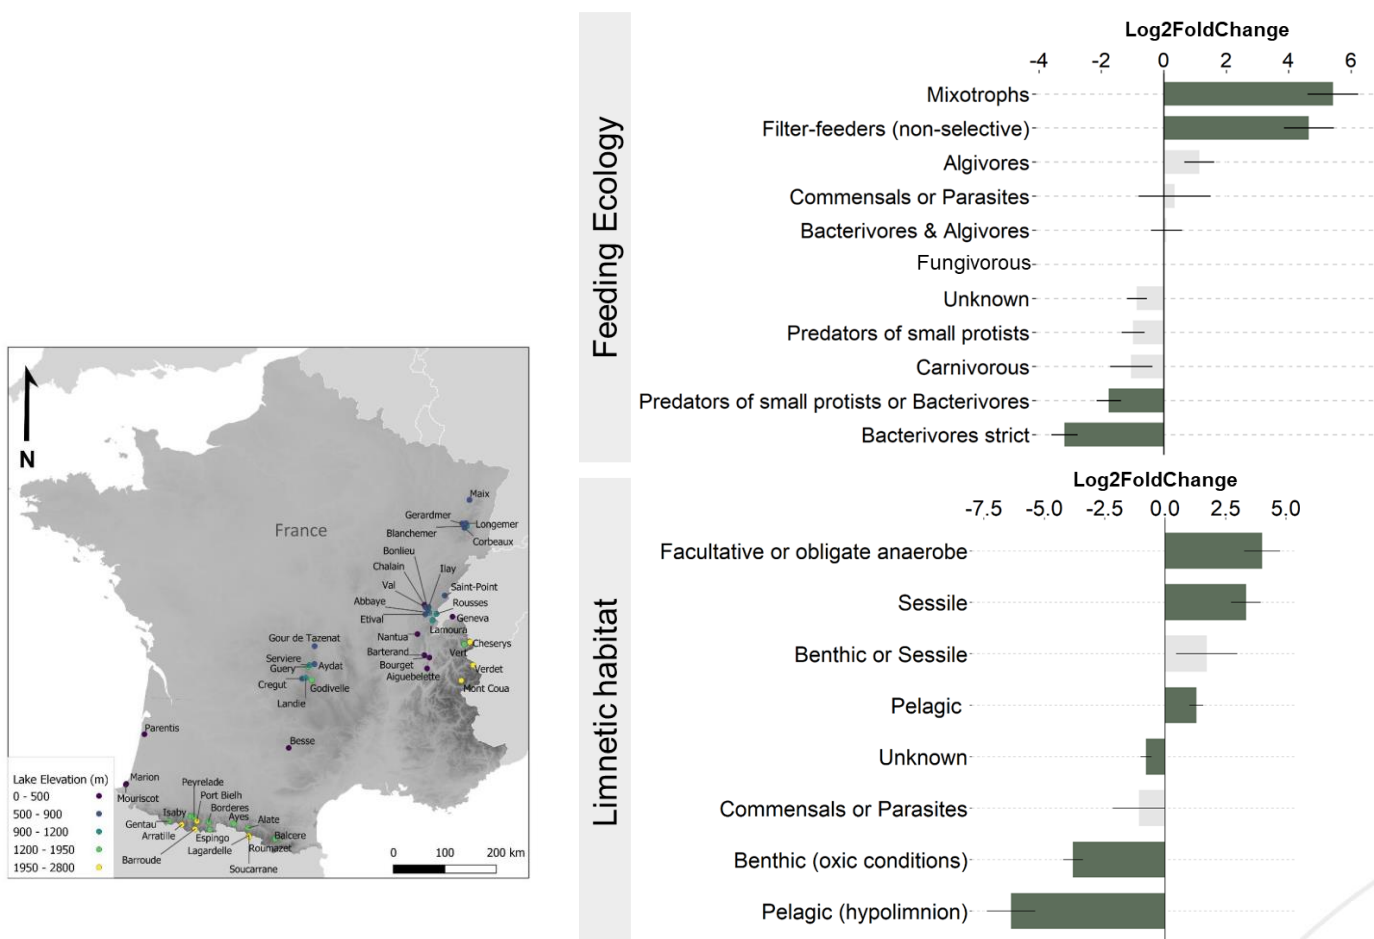 Log2FoldChange
-4 -2 0 2 4 6
Feeding Ecology
Mixotrophs
Filter-feeders (non-selective)
Algivores
Commensals or Parasites
Bacterivores & Algivores
Fungivorous
Unknown
Predators of small protists
Carnivorous
Predators of small protists or Bacterivores
Bacterivores strict
Log2FoldChange
-7.5 -5.0 -2.5 0.0 2.5 5.0
Limnetic habitat
Facultative or obligate anaerobe
Sessile
Benthic or Sessile
Pelagic
Unknown
Commensals or Parasites
Benthic (oxic conditions)
Pelagic (hypolimnion)
N
France
Maix
Gerardmer
Longemer
Blanchemer
Corbeaux
Bonlieu
Chalain
Ilay
Val
Saint-Point
Abbaye
Rousses
Etival
Geneva
Lamoura
Nantua
Cheserys
Vert
Barterand
Bourget
Verdet
Aiguebelette
Mont Coua
Gour de Tazenat
Serviere
Aydat
Guery
Cregut
Godivelle
Landie
Parentis
Besse
Marion
Mouriscot
Peyrelade
Port Bielh
Isaby
Borderes
Ayes
Alate
Gentau
Arratille
Espingo
Balcere
Barroude
Lagardelle
Roumazet
Soucarrane
Lake Elevation (m)
0 - 500
500 - 900
900 - 1200
1200 - 1950
1950 - 2800
0 100 200 km